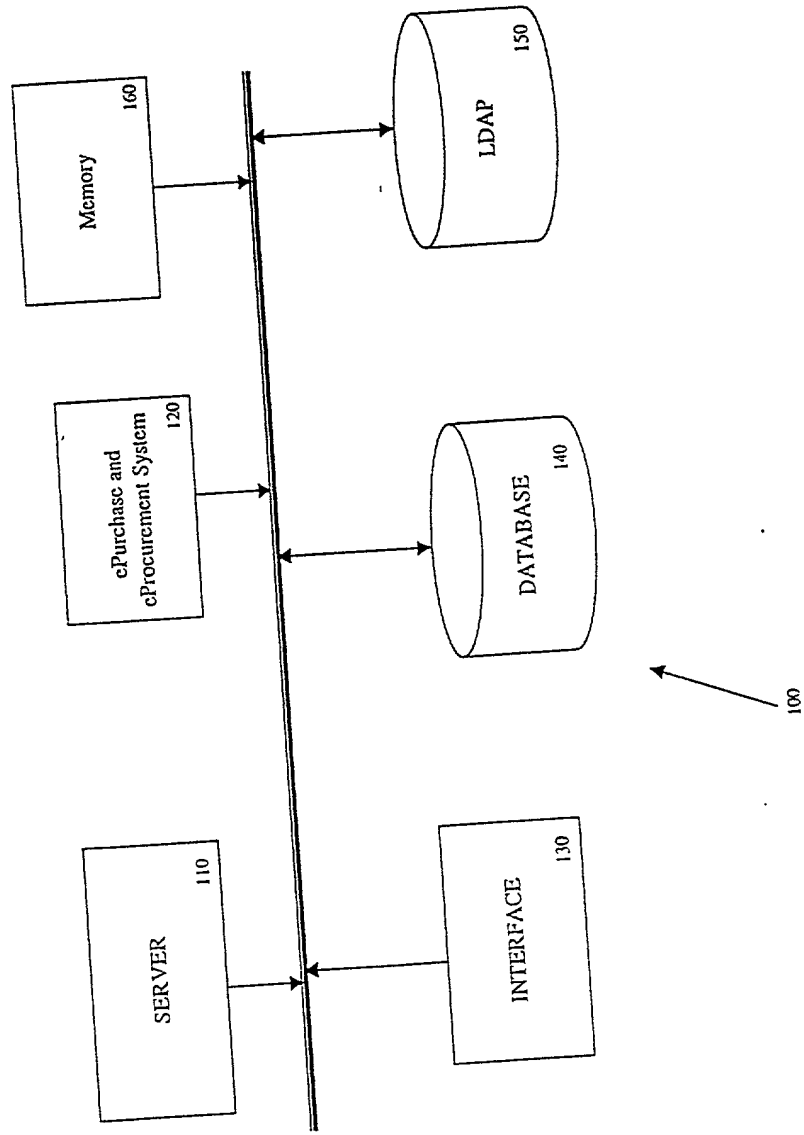 SERVER
110
ePurchase and
eProcurement System
120
Memory
160
INTERFACE
130
DATABASE
140
LDAP
150
100